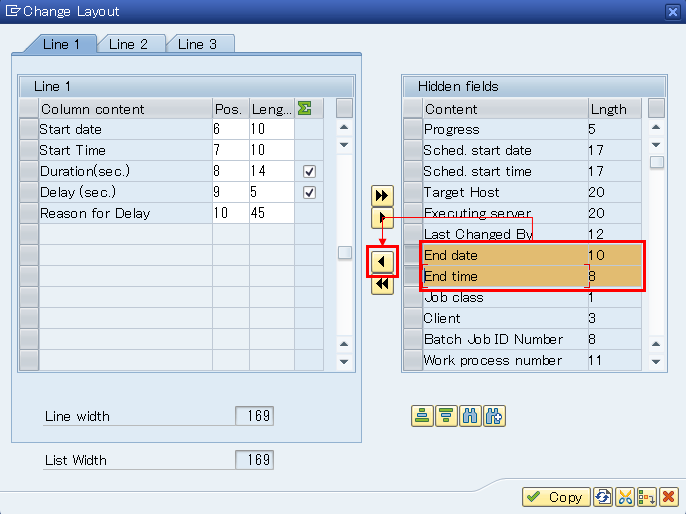 Change Layout
Line 1 Line 2 Line 3
Line 1
Column content Pos. Leng... Σ
Start date 6 10
Start Time 7 10
Duration(sec.) 8 14
Delay (sec.) 9 5
Reason for Delay 10 45
Line width 169
List Width 169
Hidden fields
Content Lngth
Progress 5
Sched. start date 17
Sched. start time 17
Target Host 20
Executing server 20
Last Changed By 12
End date 10
End time 8
Job class 1
Client 3
Batch Job ID Number 8
Work process number 11
Copy